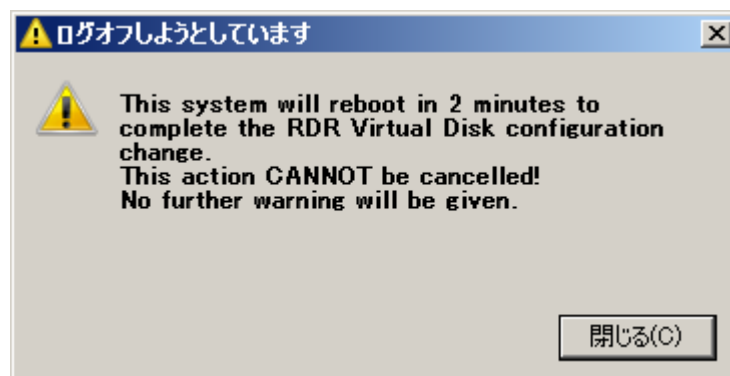 ログオフしようとしています
This system will reboot in 2 minutes to
complete the RDR Virtual Disk configuration
change.
This action CANNOT be cancelled!
No further warning will be given.
閉じる(C)